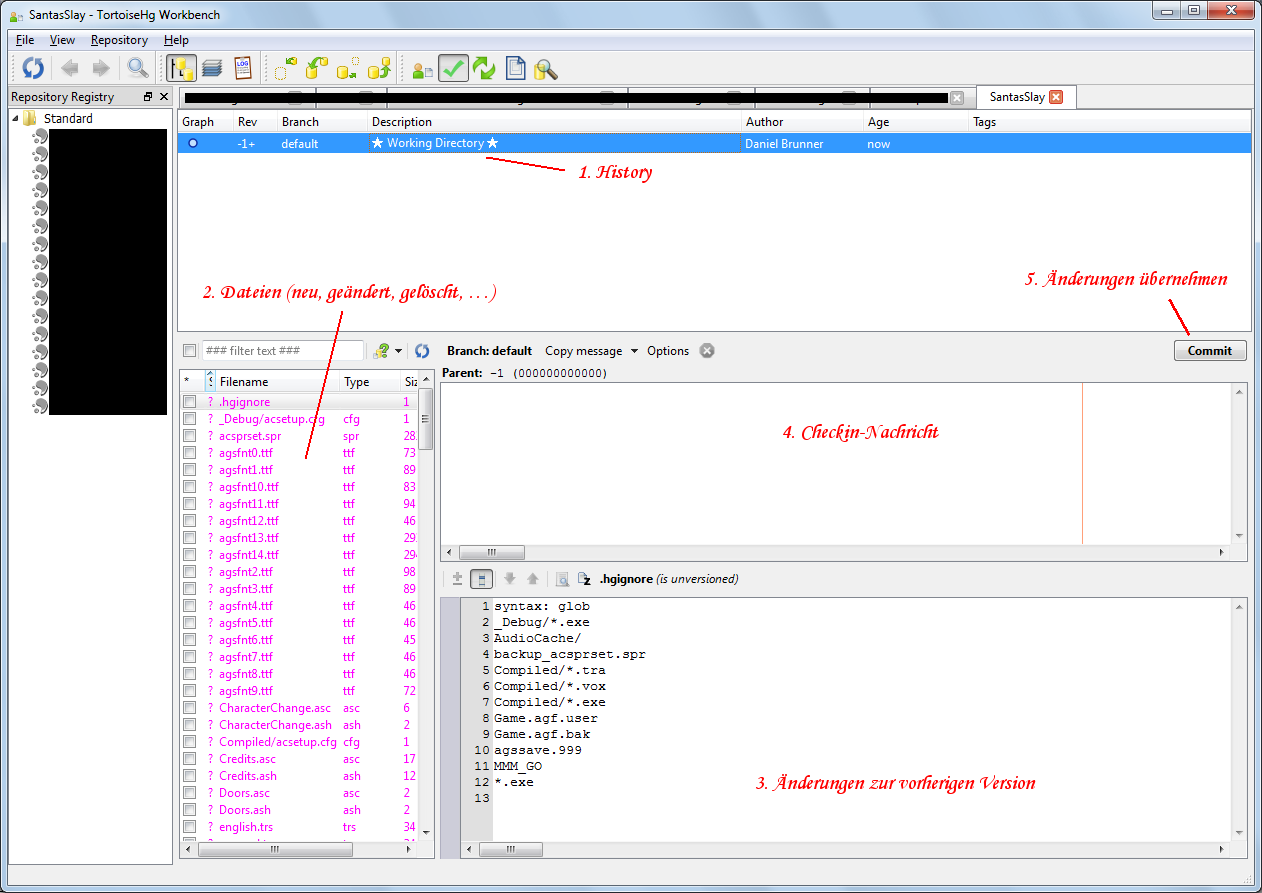 SantasSlay - TortoiseHg Workbench
File View Repository Help
LOG
Repository Registry
SantasSlay
Standard
Graph Rev Branch Description Author Age Tags
-1+ default ★ Working Directory ★ Daniel Brunner now
1. History
2. Dateien (neu, geändert, gelöscht, ...)
5. Änderungen übernehmen
### filter text ###
Branch: default Copy message Options Commit
Parent: -1 (000000000000)
* Filename Type Siz
? .hgignore 1
? _Debug/acsetup.cfg cfg 1
? acsprset.spr spr 28
? agsfnt0.ttf ttf 73
? agsfnt1.ttf ttf 89
? agsfnt10.ttf ttf 83
? agsfnt11.ttf ttf 94
? agsfnt12.ttf ttf 46
? agsfnt13.ttf ttf 29
? agsfnt14.ttf ttf 29
? agsfnt2.ttf ttf 98
? agsfnt3.ttf ttf 89
? agsfnt4.ttf ttf 46
? agsfnt5.ttf ttf 46
? agsfnt6.ttf ttf 45
? agsfnt7.ttf ttf 46
? agsfnt8.ttf ttf 46
? agsfnt9.ttf ttf 72
? CharacterChange.asc asc 6
? CharacterChange.ash ash 2
? Compiled/acsetup.cfg cfg 1
? Credits.asc asc 17
? Credits.ash ash 12
? Doors.asc asc 2
? Doors.ash ash 2
? english.trs trs 34
4. Checkin-Nachricht
.hgignore (is unversioned)
1 syntax: glob
2 _Debug/*.exe
3 AudioCache/
4 backup_acsprset.spr
5 Compiled/*.tra
6 Compiled/*.vox
7 Compiled/*.exe
8 Game.agf.user
9 Game.agf.bak
10 agssave.999
11 MMM_GO
12 *.exe
13
3. Änderungen zur vorherigen Version